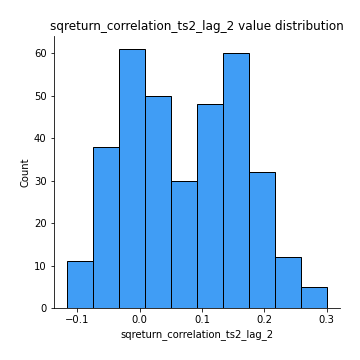 sqreturn_correlation_ts2_lag_2 value distribution
60
50
40
30
20
10
0
Count
−0.1 0.0 0.1 0.2 0.3
sqreturn_correlation_ts2_lag_2